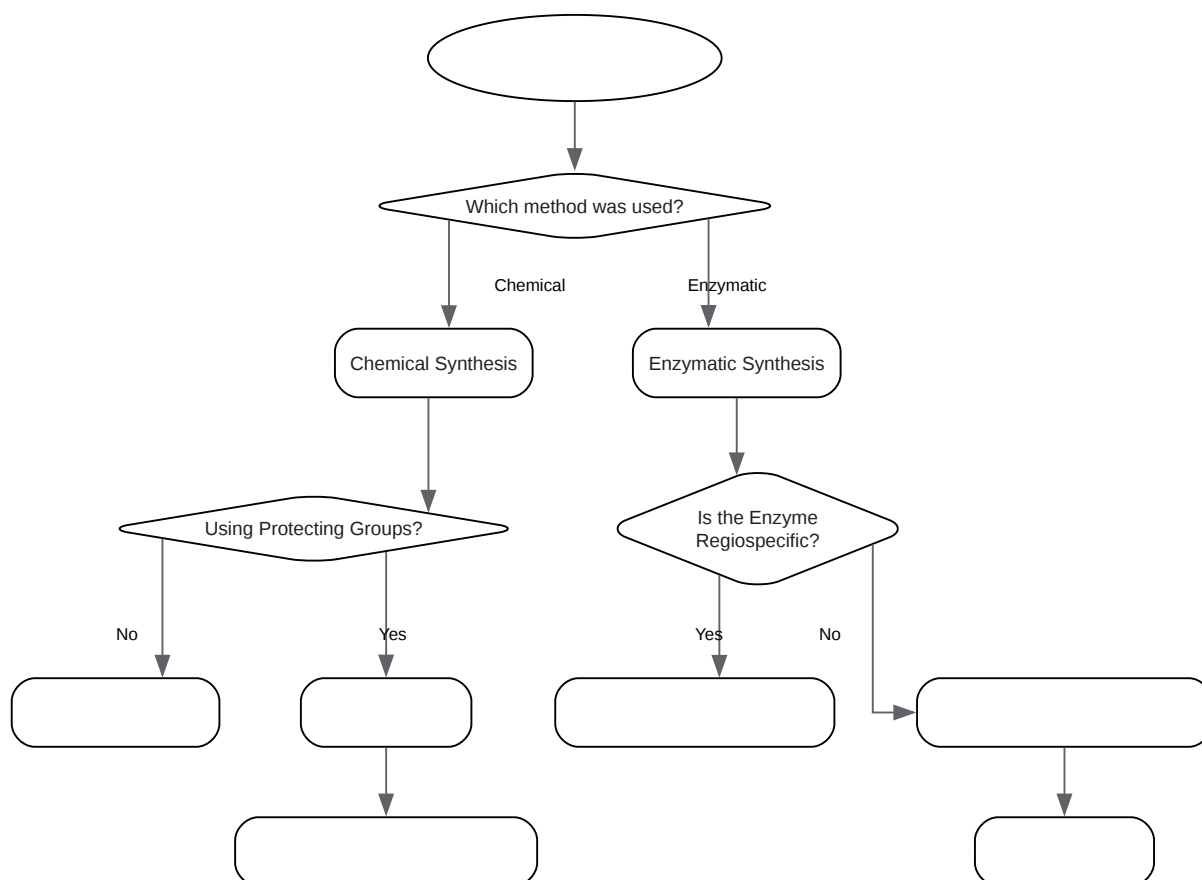 Which method was used?
Chemical
Enzymatic
Chemical Synthesis
Enzymatic Synthesis
Using Protecting Groups?
Is the Enzyme
Regiospecific?
No
Yes
Yes
No